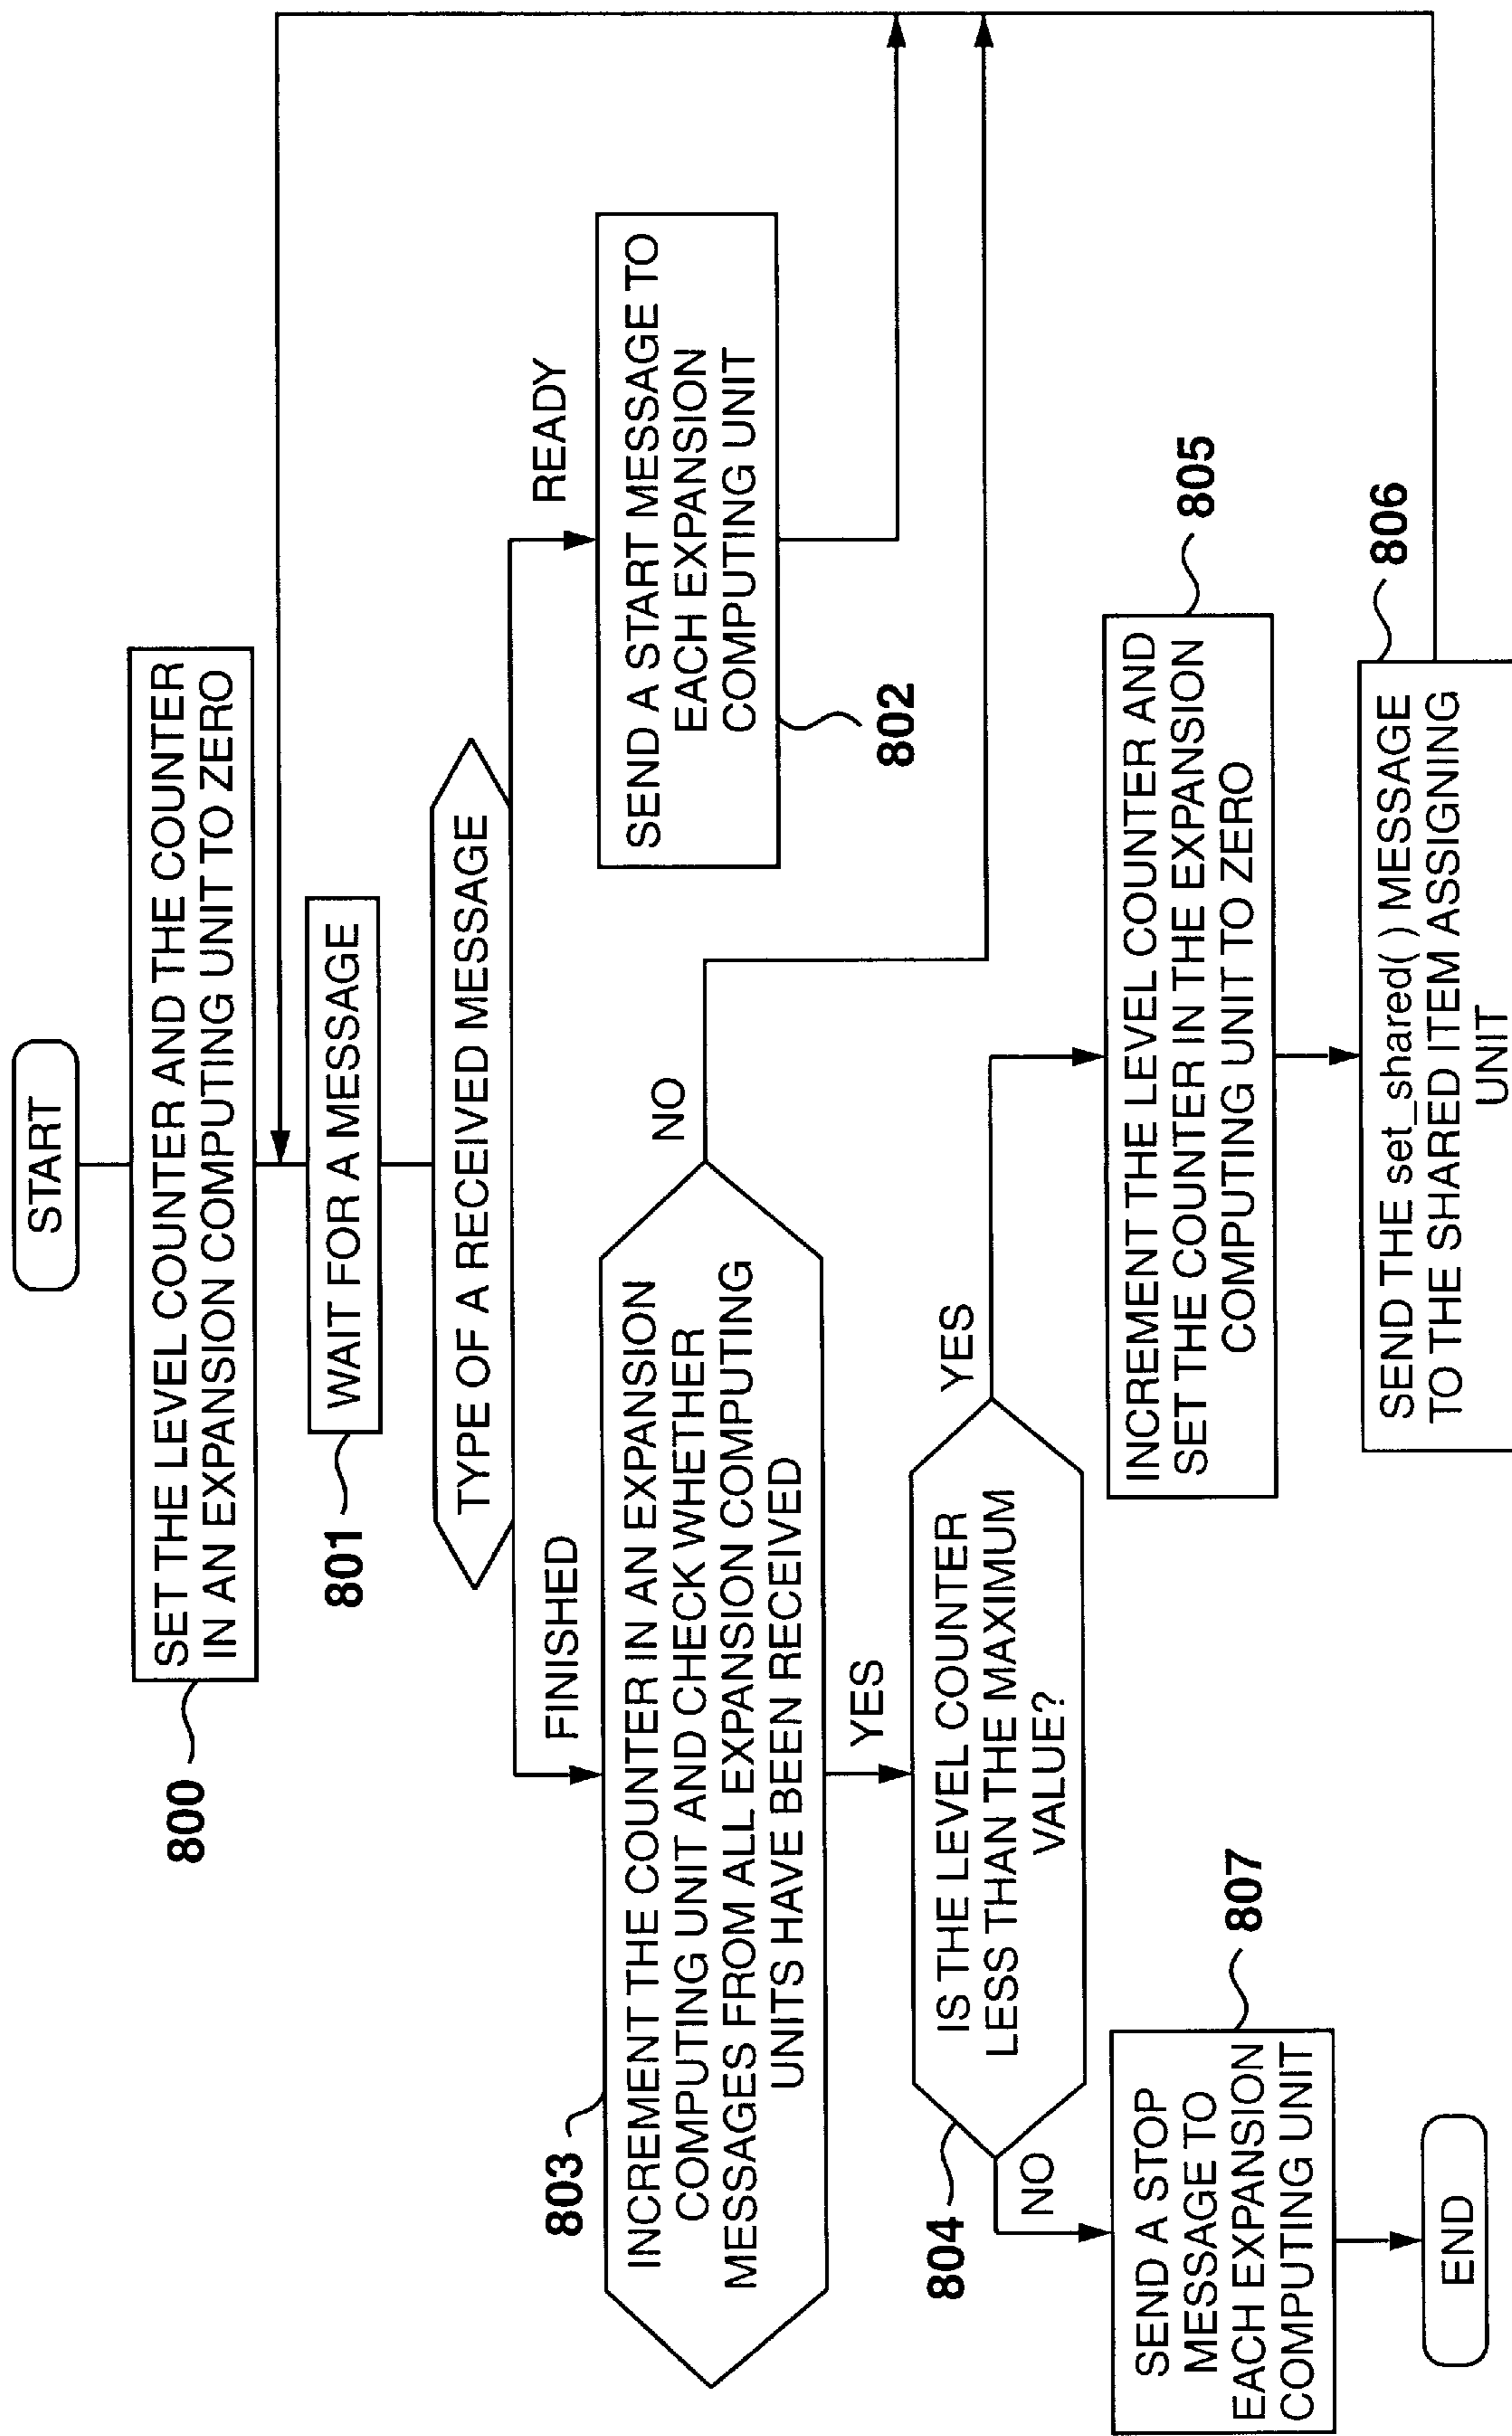 START
SET THE LEVEL COUNTER AND THE COUNTER
IN AN EXPANSION COMPUTING UNIT TO ZERO
800
WAIT FOR A MESSAGE
801
TYPE OF A RECEIVED MESSAGE
FINISHED
READY
803
INCREMENT THE COUNTER IN AN EXPANSION
COMPUTING UNIT AND CHECK WHETHER
MESSAGES FROM ALL EXPANSION COMPUTING
UNITS HAVE BEEN RECEIVED
NO
SEND A START MESSAGE TO
EACH EXPANSION
COMPUTING UNIT
802
YES
804
IS THE LEVEL COUNTER
LESS THAN THE MAXIMUM
VALUE?
YES
NO
SEND A STOP
MESSAGE TO
EACH EXPANSION
COMPUTING UNIT
807
INCREMENT THE LEVEL COUNTER AND
SET THE COUNTER IN THE EXPANSION
COMPUTING UNIT TO ZERO
805
SEND THE set_shared( ) MESSAGE
TO THE SHARED ITEM ASSIGNING
UNIT
806
END